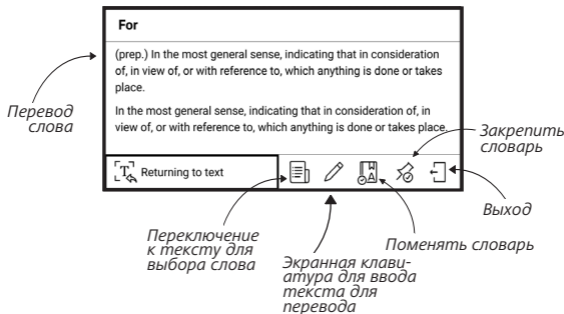 For
(prep.) In the most general sense, indicating that in consideration
of, in view of, or with reference to, which anything is done or takes
place.
In the most general sense, indicating that in consideration of, in
view of, or with reference to, which anything is done or takes place.
Перевод
слова
Закрепить
словарь
Returning to text
Выход
Переключение
к тексту для
выбора слова
Поменять словарь
Экранная клави-
атура для ввода
текста для
перевода